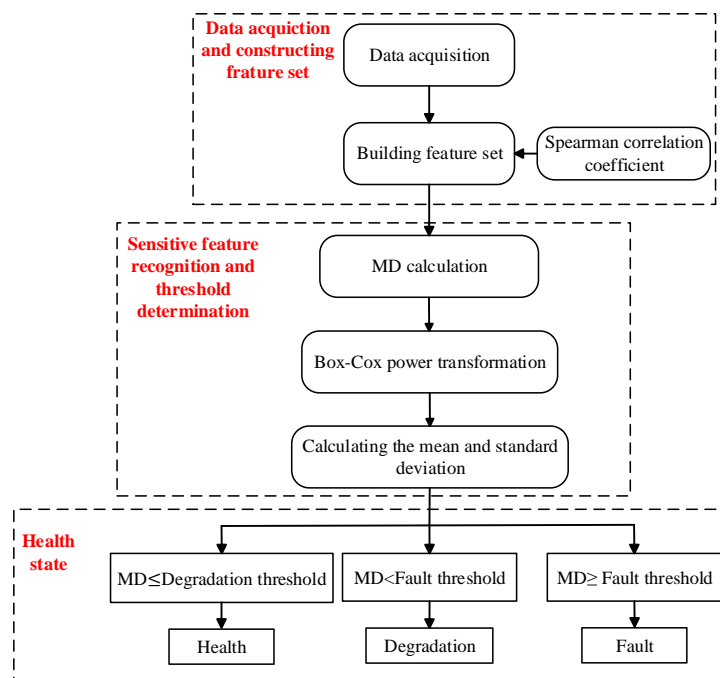 Data acquiction
and constructing
frature set
Data acquisition
Building feature set
Spearman correlation
coefficient
Sensitive feature
recognition and
threshold
determination
MD calculation
Box-Cox power transformation
Calculating the mean and standard
deviation
Health
state
MD≤Degradation threshold
MD<Fault threshold
MD≥ Fault threshold
Health
Degradation
Fault